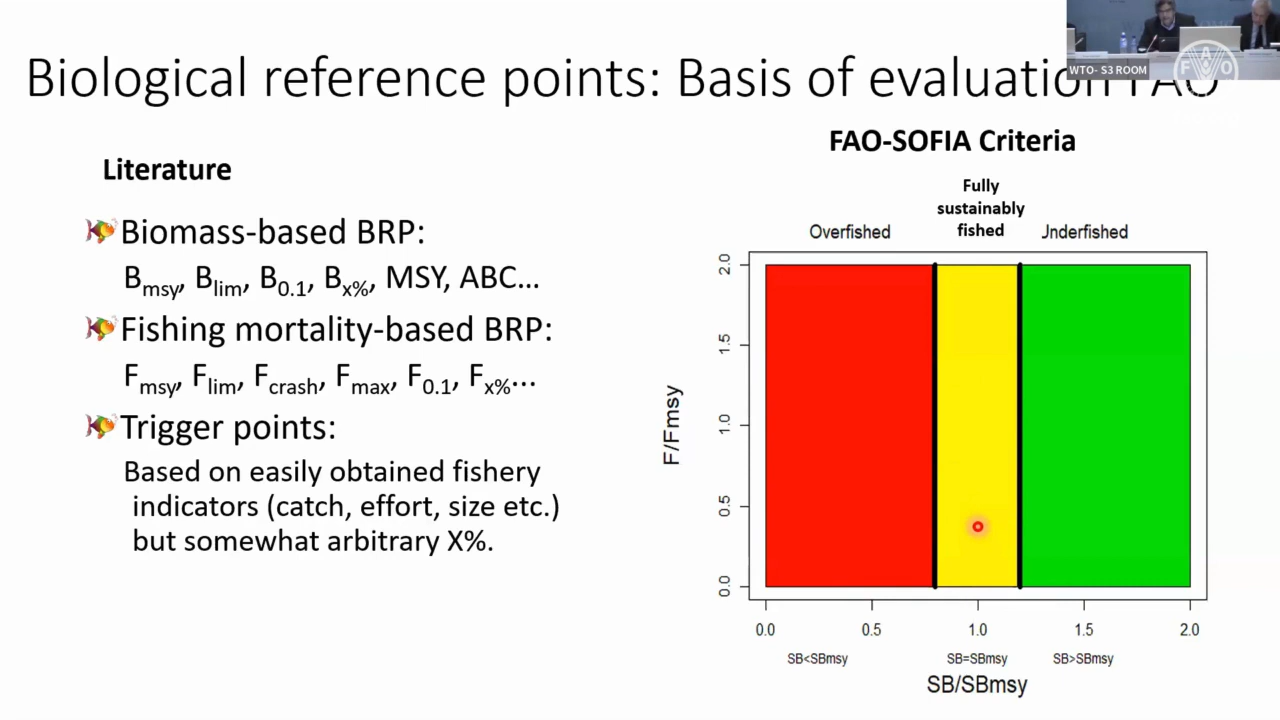 Biological reference points: Basis of evaluation FAO
WTO- S3 ROOM
Literature
Biomass-based BRP:
Bmsy, Blim, B0.1, Bx%, MSY, ABC...
Fishing mortality-based BRP:
Fmsy, Flim, Fcrash, Fmax, F0.1, Fx%...
Trigger points:
Based on easily obtained fishery
indicators (catch, effort, size etc.)
but somewhat arbitrary X%.
FAO-SOFIA Criteria
Fully
sustainably
fished
Overfished
Jnderfished
F/Fmsy
2.0
1.5
1.0
0.5
0.0
0.0 0.5 1.0 1.5 2.0
SB<SBmsy SB=SBmsy SB>SBmsy
SB/SBmsy